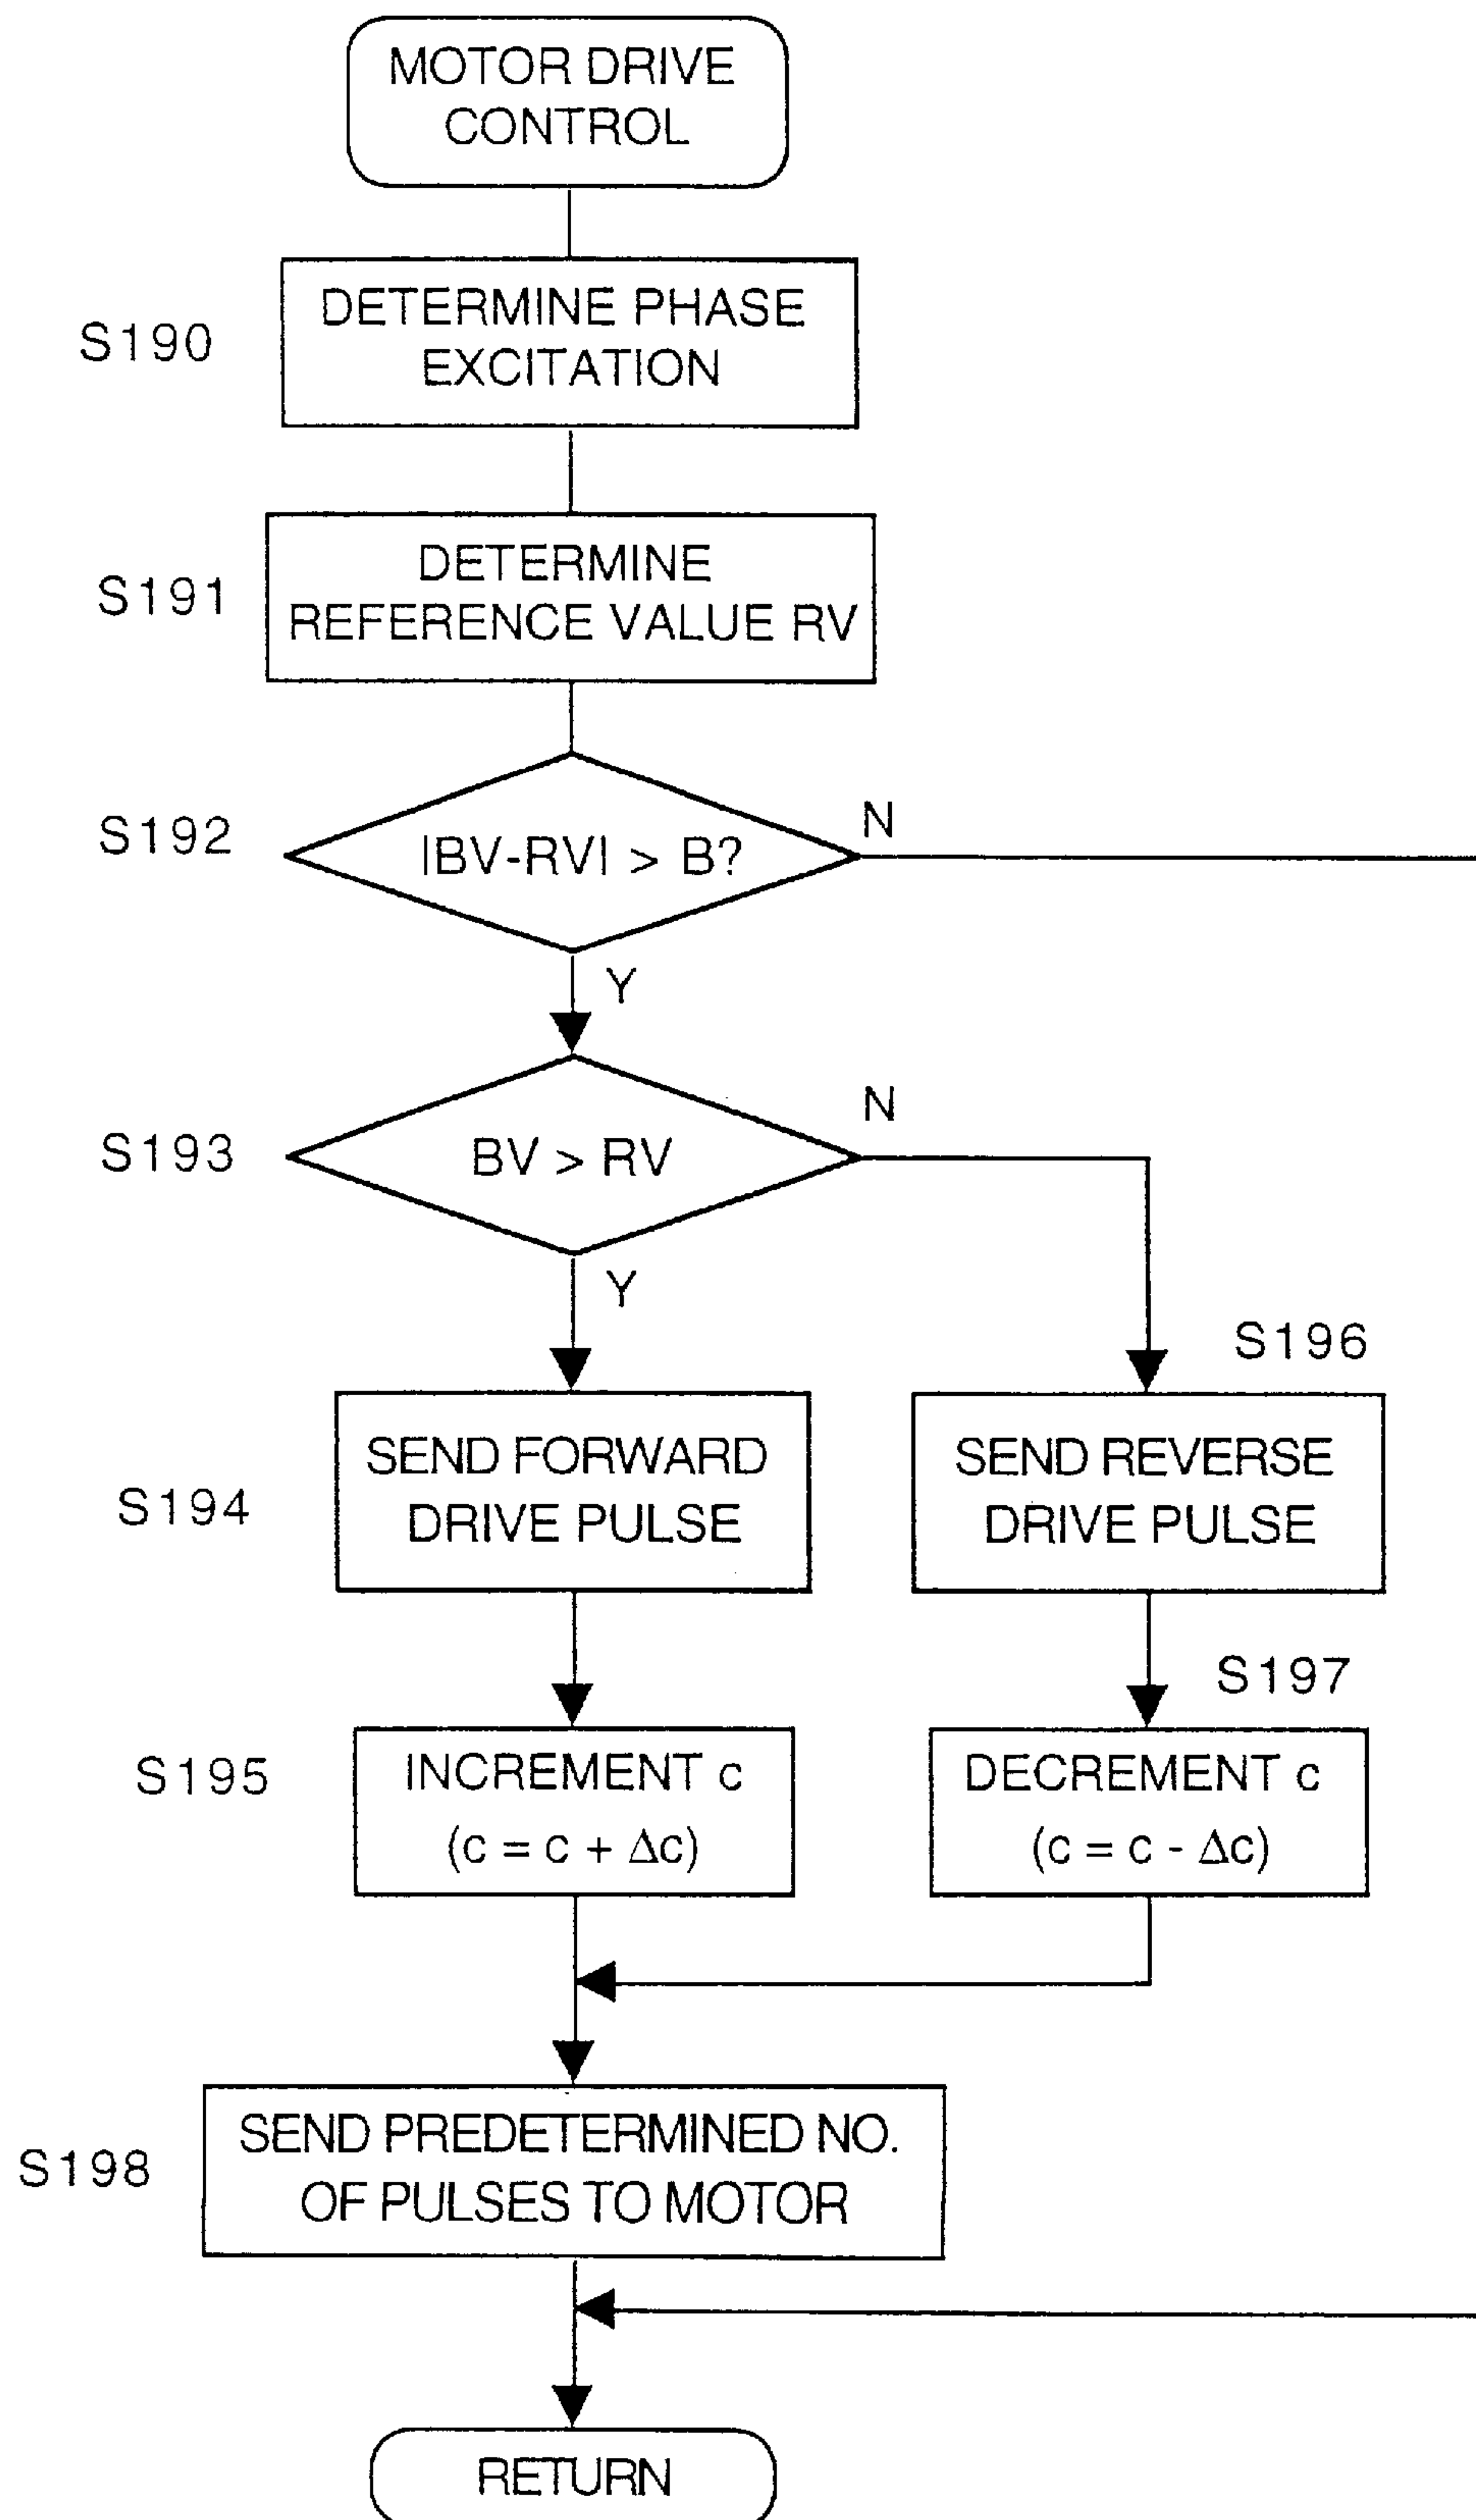 MOTOR DRIVE
CONTROL
S190
DETERMINE PHASE
EXCITATION
S191
DETERMINE
REFERENCE VALUE RV
S192
|BV-RV| > B?
N
Y
S193
BV > RV
N
Y
S194
SEND FORWARD
DRIVE PULSE
S196
SEND REVERSE
DRIVE PULSE
S195
INCREMENT c
(c = c + Δc)
S197
DECREMENT c
(c = c - Δc)
S198
SEND PREDETERMINED NO.
OF PULSES TO MOTOR
RETURN